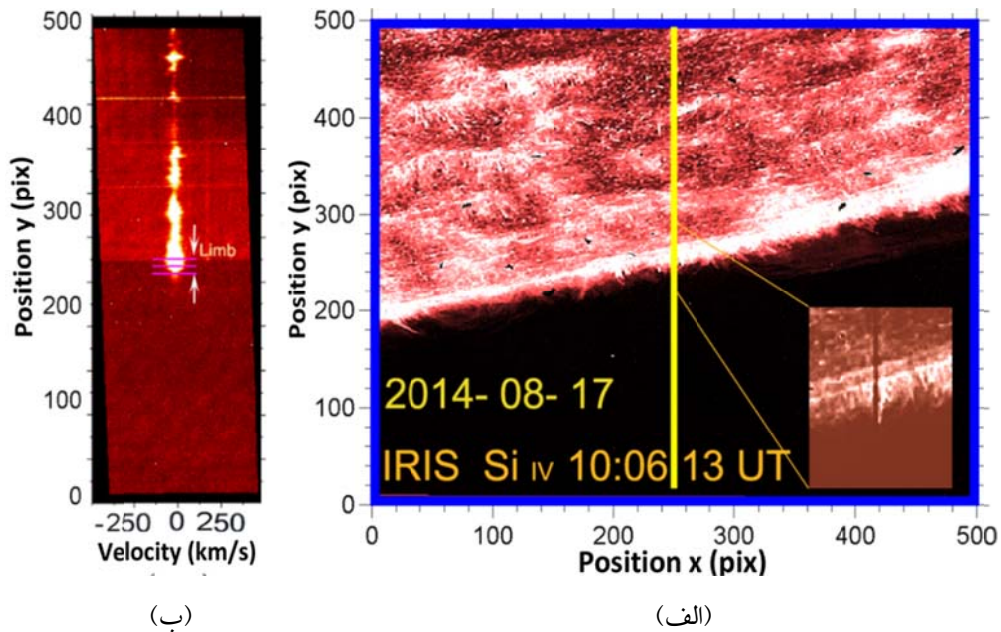 500
400
300
200
100
0
Position y (pix)
-250 0 250
Velocity (km/s)
Limb
(ب)
500
400
300
200
100
0
Position y (pix)
2014- 08- 17
IRIS Si IV 10:06 13 UT
0 100 200 300 400 500
Position x (pix)
(الف)